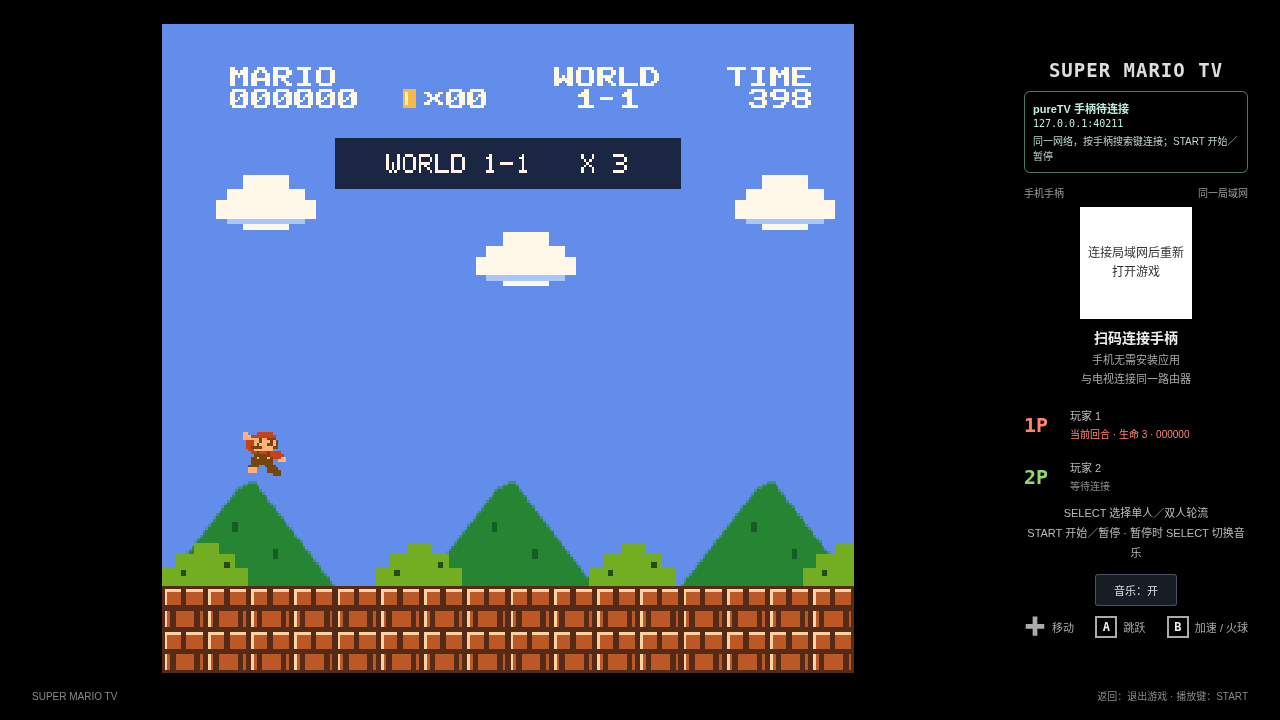 MARIO
000000
x00
WORLD
1-1
TIME
398
WORLD 1-1 X 3
SUPER MARIO TV
pureTV 手柄待连接
127.0.0.1:40211
同一网络，按手柄搜索键连接；START 开始／
暂停
手机手柄
同一局域网
连接局域网后重新
打开游戏
扫码连接手柄
手机无需安装应用
与电视连接同一路由器
1P
玩家 1
当前回合 · 生命 3 · 000000
2P
玩家 2
等待连接
SELECT 选择单人／双人轮流
START 开始／暂停 · 暂停时 SELECT 切换音
乐
音乐：开
移动
A 跳跃
B 加速 / 火球
SUPER MARIO TV
返回：退出游戏 · 播放键：START